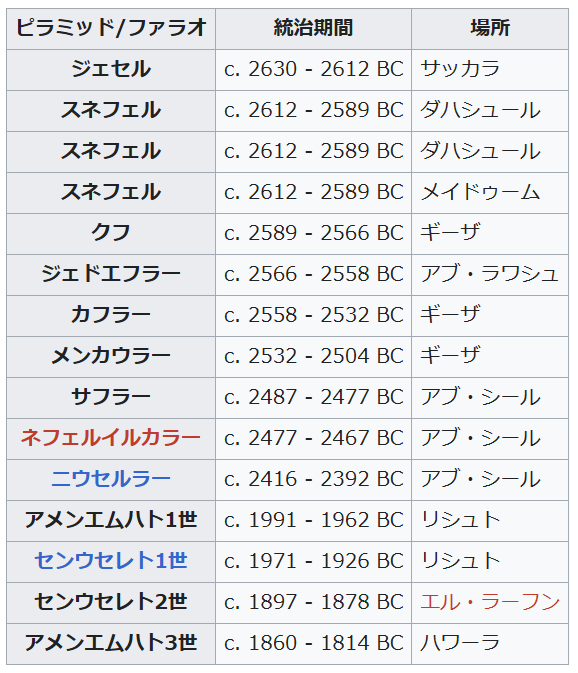 ピラミッド/ファラオ 統治期間 場所
ジェセル c. 2630 - 2612 BC サッカラ
スネフェル c. 2612 - 2589 BC ダハシュール
スネフェル c. 2612 - 2589 BC ダハシュール
スネフェル c. 2612 - 2589 BC メイドゥーム
クフ c. 2589 - 2566 BC ギーザ
ジェドエフラー c. 2566 - 2558 BC アブ・ラワシュ
カフラー c. 2558 - 2532 BC ギーザ
メンカウラー c. 2532 - 2504 BC ギーザ
サフラー c. 2487 - 2477 BC アブ・シール
ネフェルイルカラー c. 2477 - 2467 BC アブ・シール
ニウセルラー c. 2416 - 2392 BC アブ・シール
アメンエムハト1世 c. 1991 - 1962 BC リシュト
センウセレト1世 c. 1971 - 1926 BC リシュト
センウセレト2世 c. 1897 - 1878 BC エル・ラーフン
アメンエムハト3世 c. 1860 - 1814 BC ハワーラ